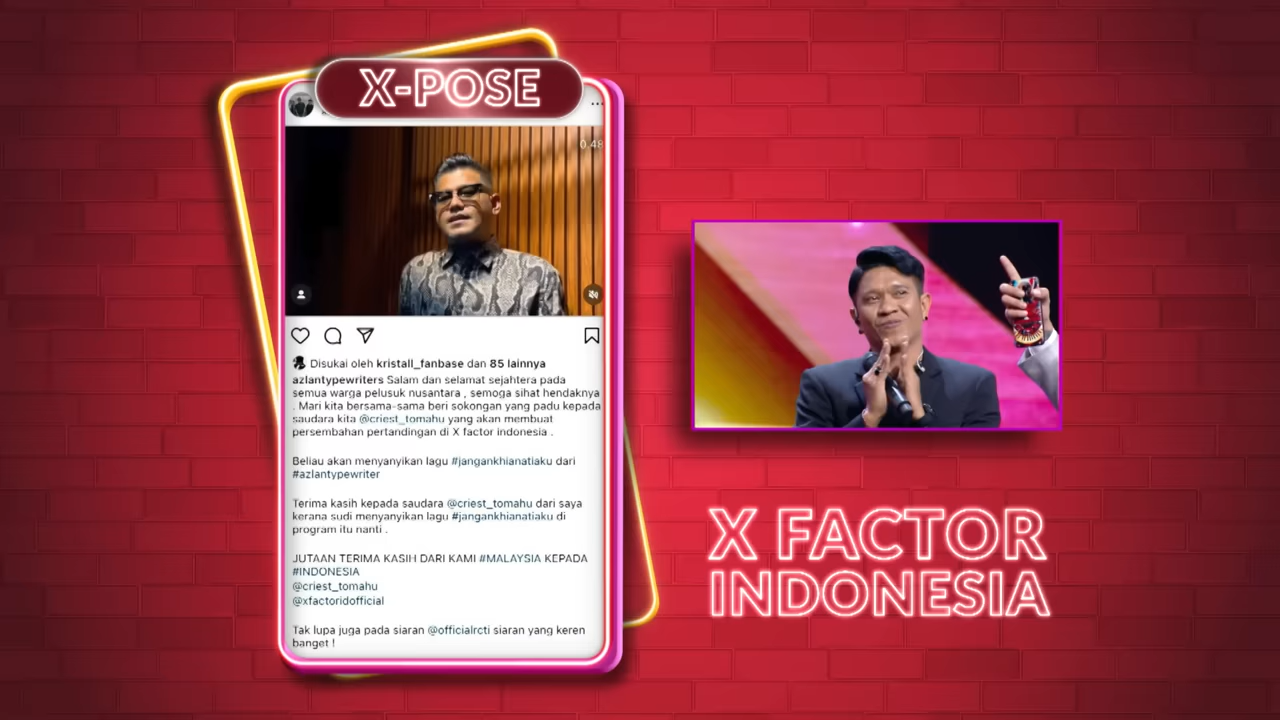 X-POSE
0.48
Disukai oleh kristall_fanbase dan 85 lainnya
azlantypewriters Salam dan selamat sejahtera pada
semua warga pelusuk nusantara , semoga sihat hendaknya
. Mari kita bersama-sama beri sokongan yang padu kepada
saudara kita @criest_tomahu yang akan membuat
persembahan pertandingan di X factor indonesia .
Beliau akan menyanyikan lagu #jangankhianatiaku dari
#azlantypewriter
Terima kasih kepada saudara @criest_tomahu dari saya
kerana sudi menyanyikan lagu #jangankhianatiaku di
program itu nanti .
JUTAAN TERIMA KASIH DARI KAMI #MALAYSIA KEPADA
#INDONESIA
@criest_tomahu
@xfactoridofficial
Tak lupa juga pada siaran @officialrcti siaran yang keren
banget !
X FACTOR
INDONESIA